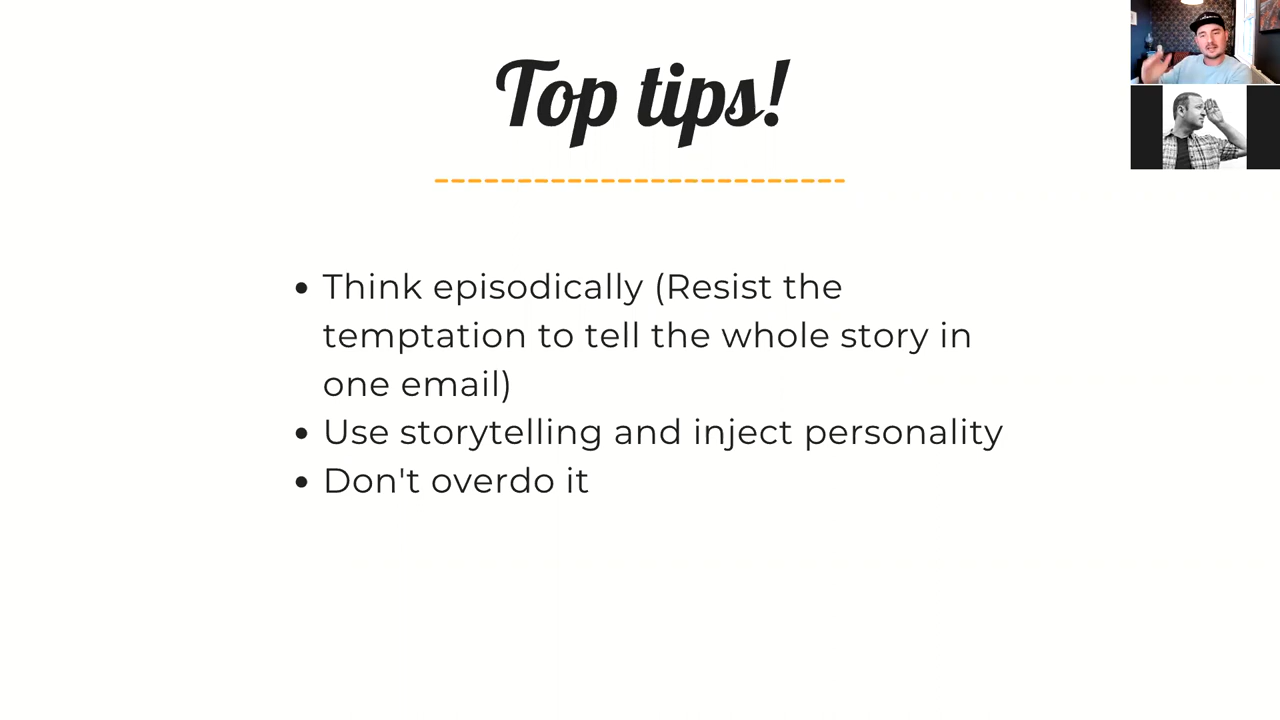 Top tips!
Think episodically (Resist the
temptation to tell the whole story in
one email)
Use storytelling and inject personality
Don't overdo it